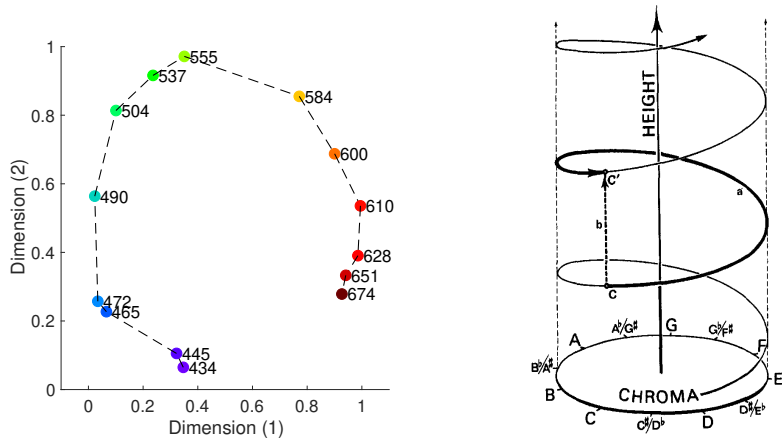 1
0.8
0.6
0.4
0.2
0
Dimension (2)
555
537
504
584
600
490
610
628
651
674
472
465
445
434
0 0.2 0.4 0.6 0.8 1
Dimension (1)
HEIGHT
C'
a
b
C
A♭/G♯
G
G♭/F♯
A
F
B♭/A♯
E
B
CHROMA
D♯/E♭
C
C♯/D♭
D